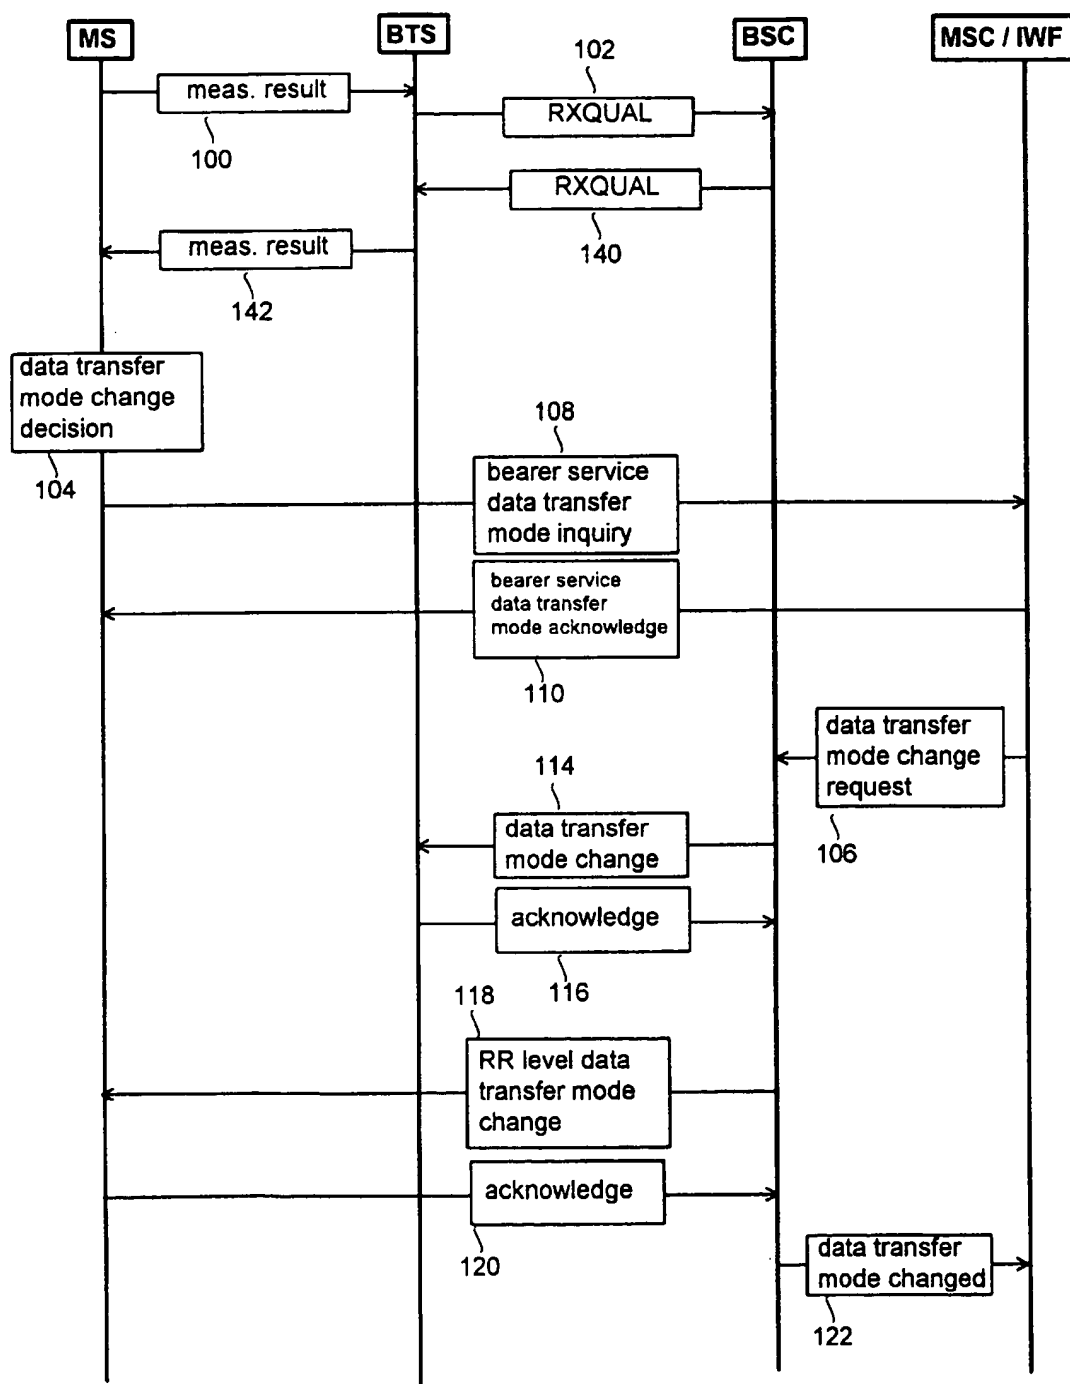 MS
BTS
BSC
MSC / IWF
102
meas. result
RXQUAL
100
RXQUAL
140
meas. result
142
data transfer
mode change
decision
104
108
bearer service
data transfer
mode inquiry
bearer service
data transfer
mode acknowledge
110
data transfer
mode change
request
106
114
data transfer
mode change
acknowledge
116
118
RR level data
transfer mode
change
acknowledge
120
data transfer
mode changed
122